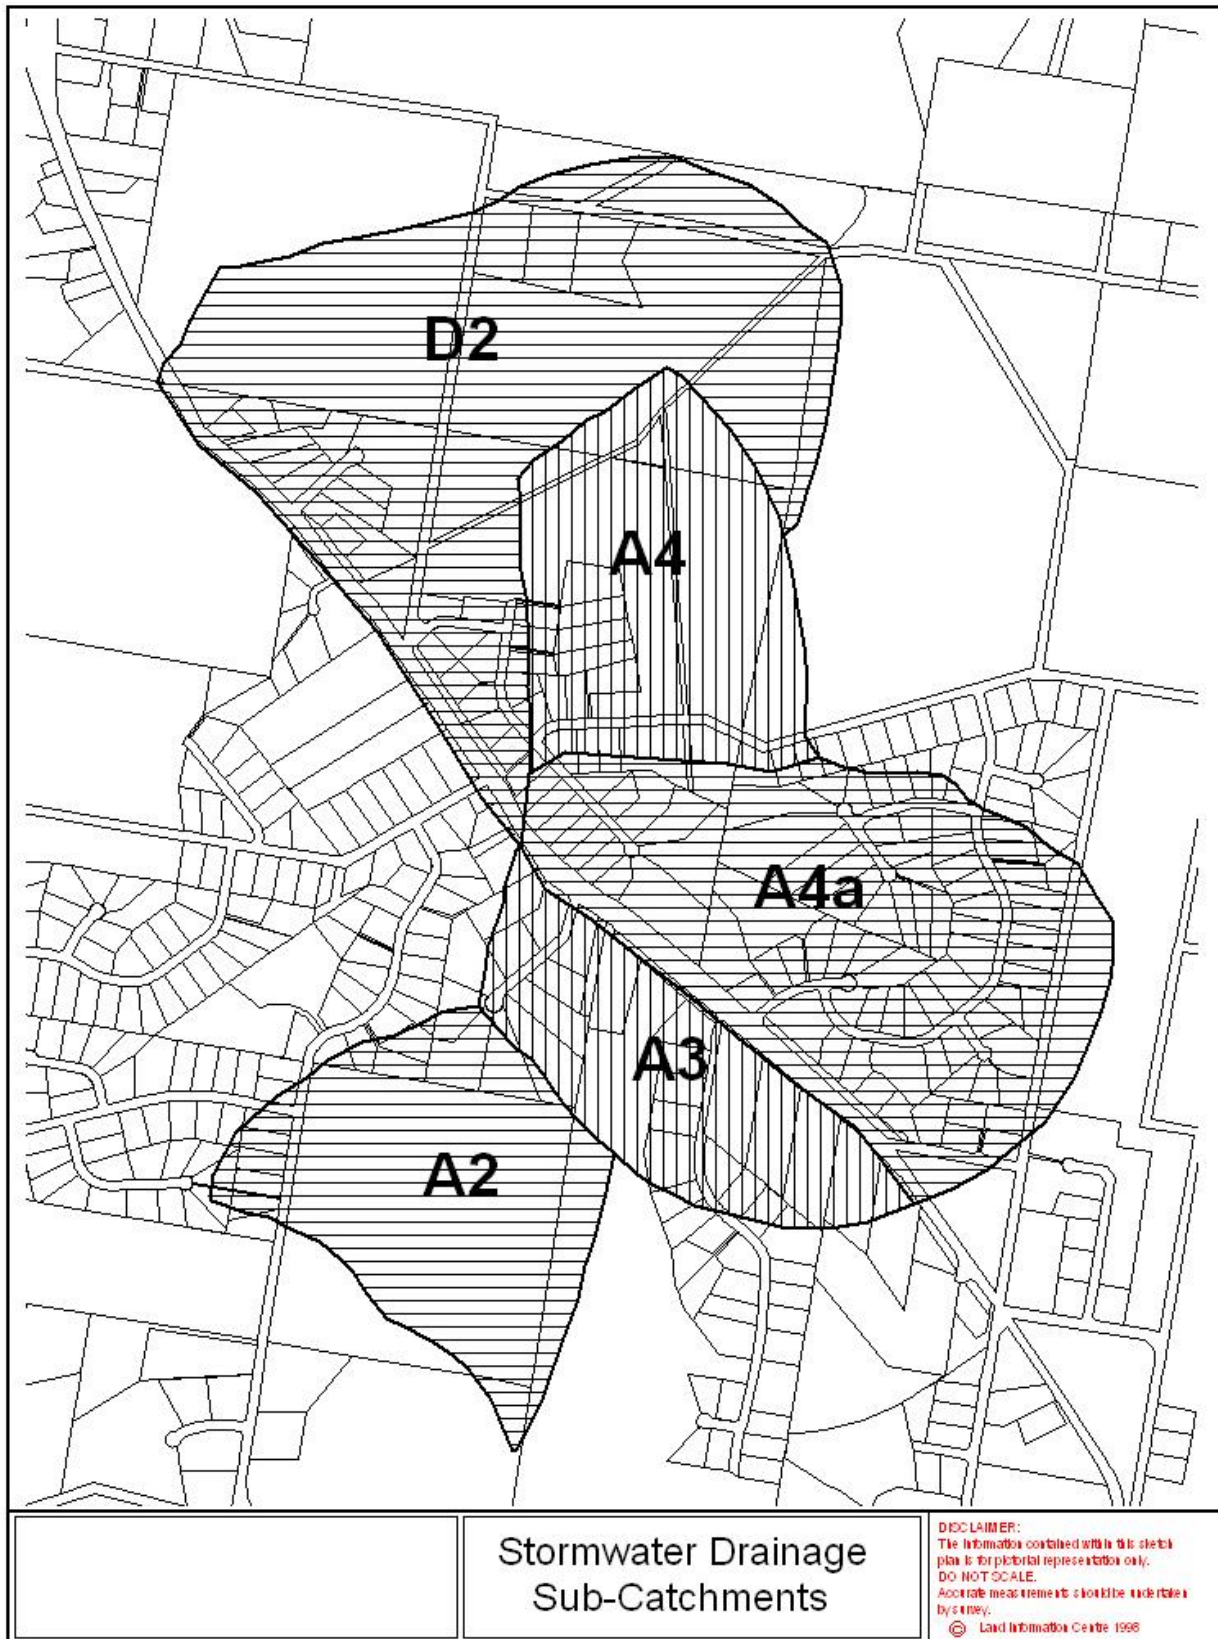 D2
A4
A4a
A3
A2
Stormwater Drainage
Sub-Catchments
DISCLAIMER:
The information contained within this sketch
plan is for pictorial representation only.
DO NOT SCALE.
Accurate measurements should be undertaken
by survey.
© Land Information Centre 1998